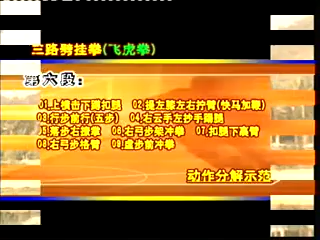 三路劈挂拳(飞虎拳)
第六段:
01.上横击下踢扣腿 02.提左膝左右拧臂(快马加鞭)
03.行步前行(五步) 04.右云手左抄手蹋腿
05.落步右撩掌 06.右弓步架冲拳 07.扣腿下裹臂
08.右弓步格臂 09.虚步前冲拳
动作分解示范